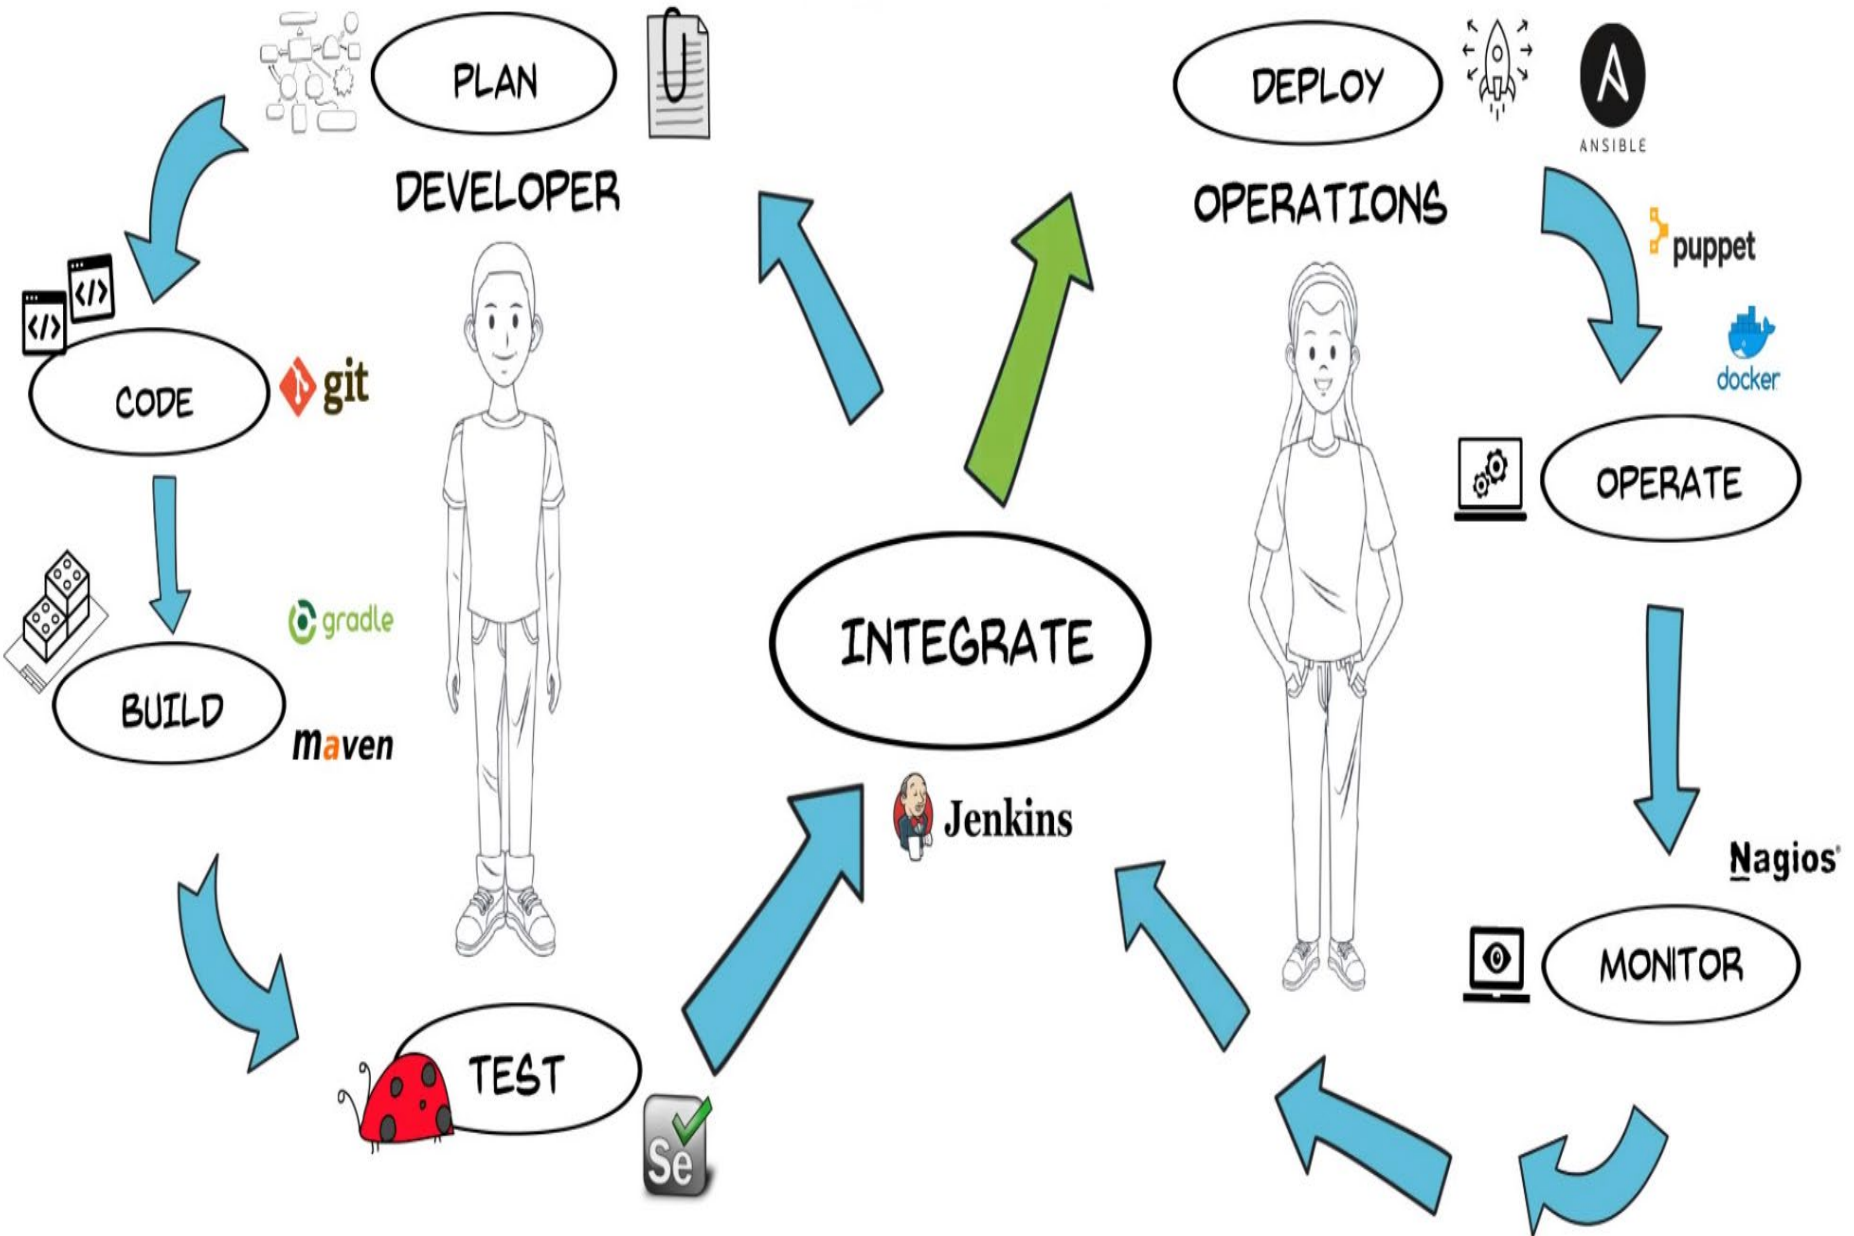 PLAN
DEVELOPER
</>
</>
CODE
git
gradle
BUILD
maven
TEST
Se
INTEGRATE
Jenkins
DEPLOY
ANSIBLE
OPERATIONS
puppet
docker
OPERATE
Nagios®
MONITOR